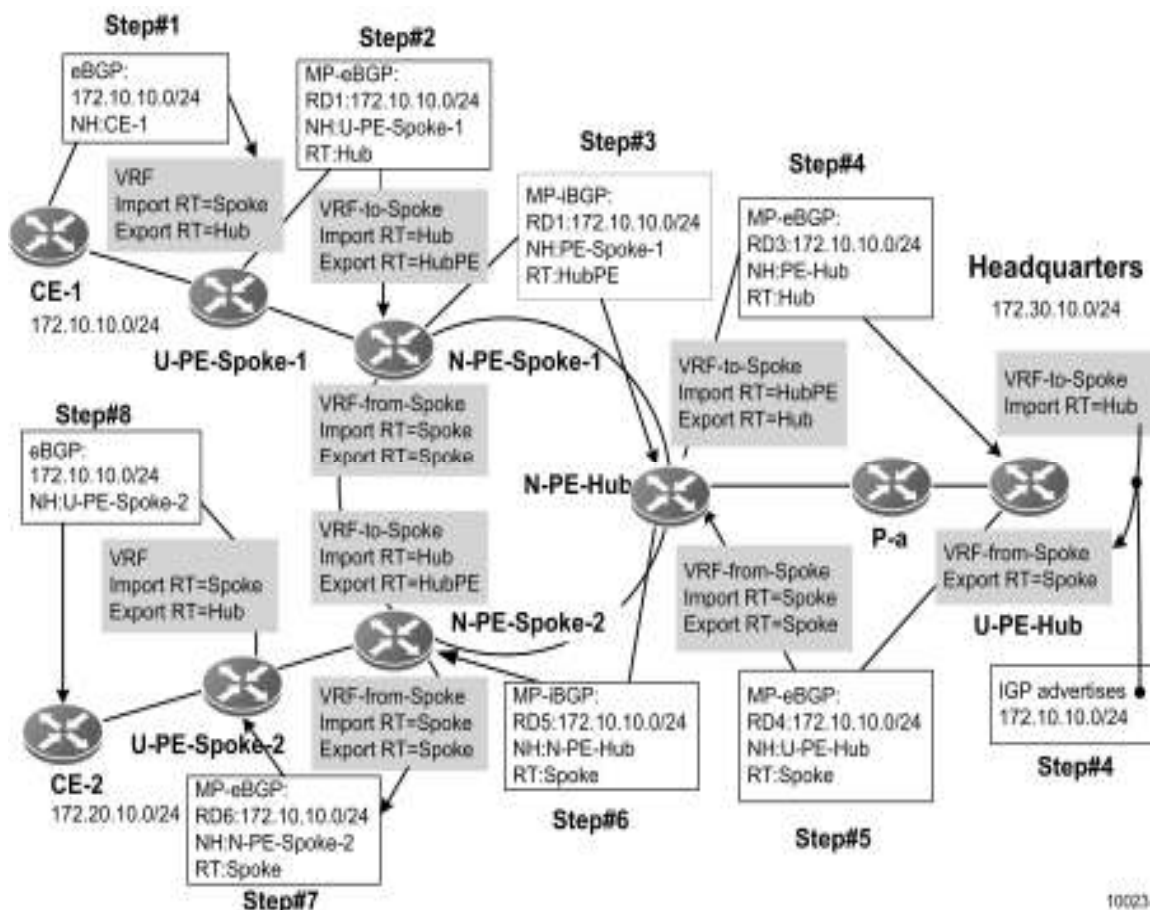 Step#1
eBGP:
172.10.10.0/24
NH:CE-1
VRF
Import RT=Spoke
Export RT=Hub
CE-1
172.10.10.0/24
U-PE-Spoke-1
Step#2
MP-eBGP:
RD1:172.10.10.0/24
NH:U-PE-Spoke-1
RT:Hub
VRF-to-Spoke
Import RT=Hub
Export RT=HubPE
N-PE-Spoke-1
VRF-from-Spoke
Import RT=Spoke
Export RT=Spoke
Step#3
MP-iBGP:
RD1:172.10.10.0/24
NH:PE-Spoke-1
RT:HubPE
Step#4
MP-eBGP:
RD3:172.10.10.0/24
NH:PE-Hub
RT:Hub
VRF-to-Spoke
Import RT=HubPE
Export RT=Hub
N-PE-Hub
P-a
Headquarters
172.30.10.0/24
VRF-to-Spoke
Import RT=Hub
VRF-from-Spoke
Export RT=Spoke
U-PE-Hub
IGP advertises
172.10.10.0/24
Step#4
VRF-from-Spoke
Import RT=Spoke
Export RT=Spoke
MP-eBGP:
RD4:172.10.10.0/24
NH:U-PE-Hub
RT:Spoke
Step#5
MP-iBGP:
RD5:172.10.10.0/24
NH:N-PE-Hub
RT:Spoke
Step#6
VRF-to-Spoke
Import RT=Hub
Export RT=HubPE
N-PE-Spoke-2
VRF-from-Spoke
Import RT=Spoke
Export RT=Spoke
MP-eBGP:
RD6:172.10.10.0/24
NH:N-PE-Spoke-2
RT:Spoke
Step#7
U-PE-Spoke-2
Step#8
eBGP:
172.10.10.0/24
NH:U-PE-Spoke-2
VRF
Import RT=Spoke
Export RT=Hub
CE-2
172.20.10.0/24
10023